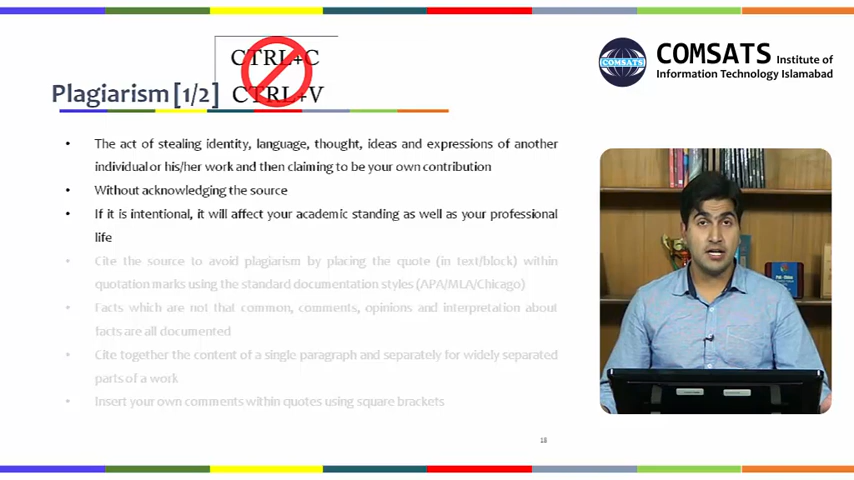 CTRL+C
CTRL+V
Plagiarism [1/2]
COMSATS Institute of
Information Technology Islamabad
COMSATS
• The act of stealing identity, language, thought, ideas and expressions of another
individual or his/her work and then claiming to be your own contribution
• Without acknowledging the source
• If it is intentional, it will affect your academic standing as well as your professional
life
• Cite the source to avoid plagiarism by placing the quote (in text/block) within
quotation marks using the standard documentation styles (APA/MLA/Chicago)
• Facts which are not that common, comments, opinions and interpretation about
facts are all documented
• Cite together the content of a single paragraph and separately for widely separated
parts of a work
• Insert your own comments within quotes using square brackets
18